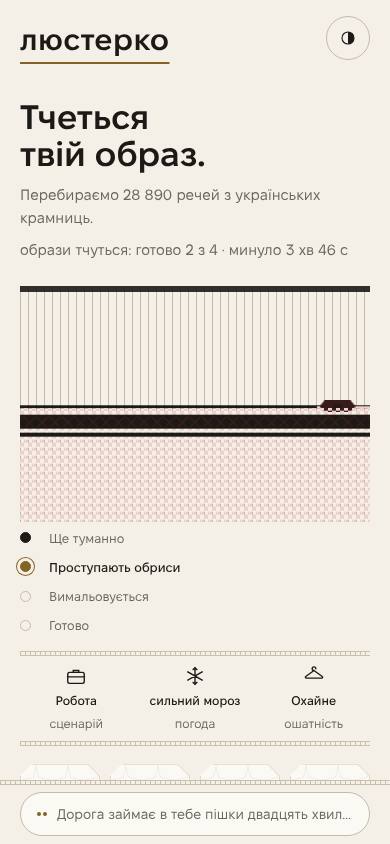 люстерко
Тчеться
твій образ.
Перебираємо 28 890 речей з українських
крамниць.
образи тчуться: готово 2 з 4 · минуло 3 хв 46 с
Ще туманно
Проступають обриси
Вимальовується
Готово
Робота
сильний мороз
Охайне
сценарій
погода
ошатність
Дорога займає в тебе пішки двадцять хвил...